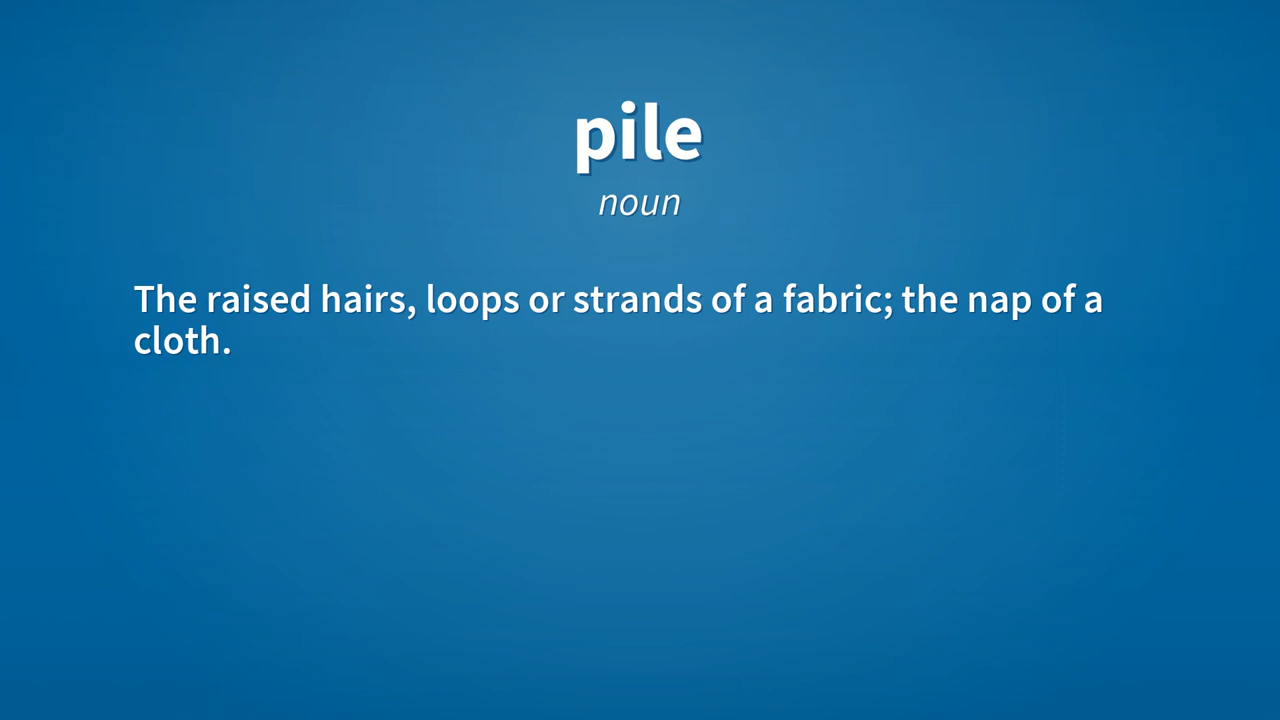 pile
noun
The raised hairs, loops or strands of a fabric; the nap of a
cloth.